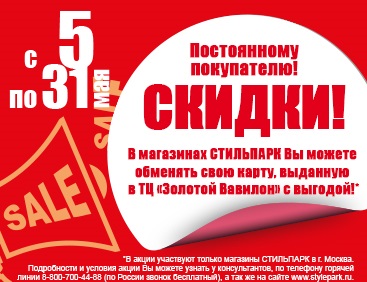 с 5
по 31 мая
SALE
SALE
Постоянному
покупателю!
СКИДКИ!
В магазинах СТИЛЬПАРК Вы можете
обменять свою карту, выданную
в ТЦ «Золотой Вавилон» с выгодой!*
*В акции участвуют только магазины СТИЛЬПАРК в г. Москва.
Подробности и условия акции Вы можете узнать у консультантов, по телефону горячей
линии 8-800-700-44-88 (по России звонок бесплатный), а так же на сайте www.stylepark.ru.